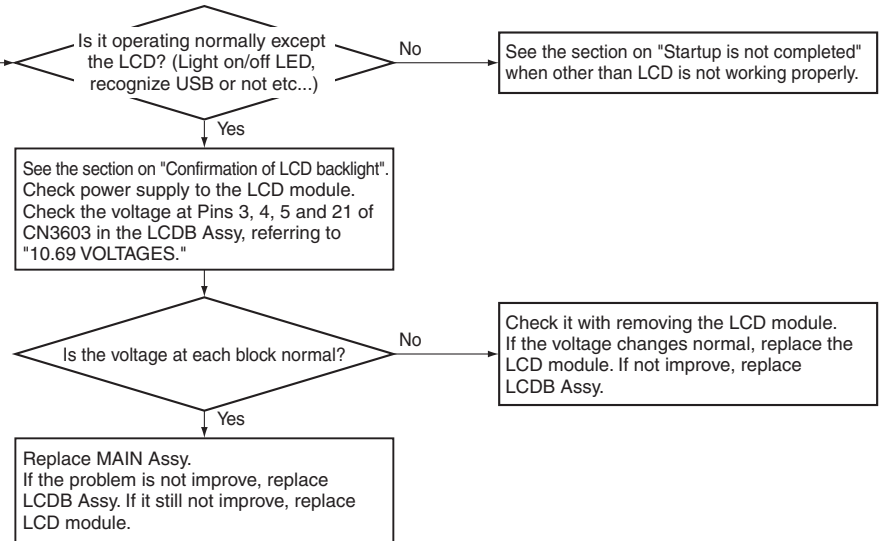 Is it operating normally except
the LCD? (Light on/off LED,
recognize USB or not etc...)
No
See the section on "Startup is not completed"
when other than LCD is not working properly.
Yes
See the section on "Confirmation of LCD backlight".
Check power supply to the LCD module.
Check the voltage at Pins 3, 4, 5 and 21 of
CN3603 in the LCDB Assy, referring to
"10.69 VOLTAGES."
Is the voltage at each block normal?
No
Check it with removing the LCD module.
If the voltage changes normal, replace the
LCD module. If not improve, replace
LCDB Assy.
Yes
Replace MAIN Assy.
If the problem is not improve, replace
LCDB Assy. If it still not improve, replace
LCD module.